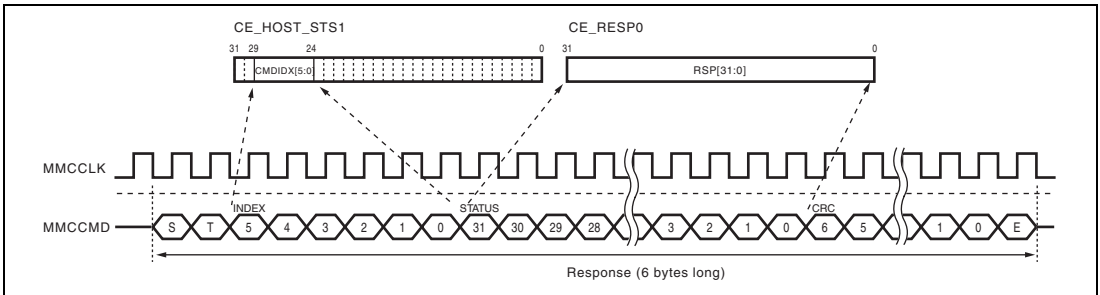 CE_HOST_STS1 CE_RESP0
31 29 24 0 31 0
CMDIDX[5:0] RSP[31:0]
MMCCLK
INDEX STATUS CRC
MMCCMD S T 5 4 3 2 1 0 31 30 29 28 3 2 1 0 6 5 1 0 E
Response (6 bytes long)